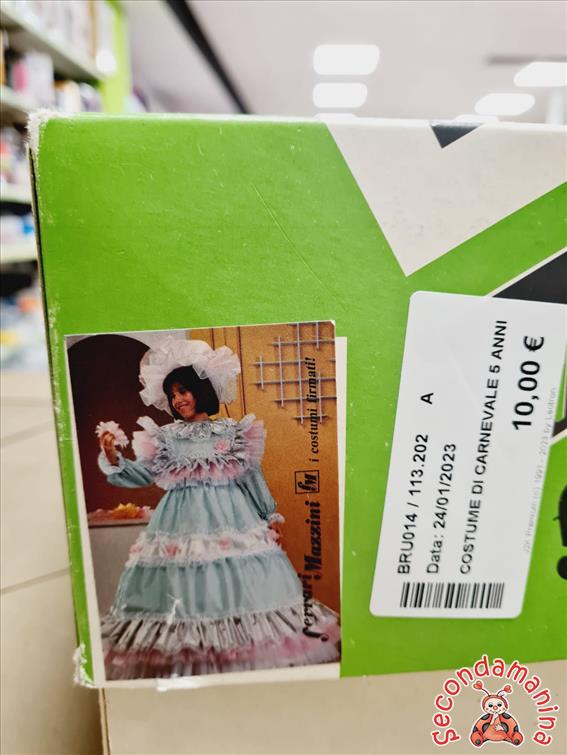 Ferrari
Mazzini fm i costumi firmati!
BRU014 / 113.202 A
Data: 24/01/2023
COSTUME DI CARNEVALE 5 ANNI
10,00 €
Secondamanina